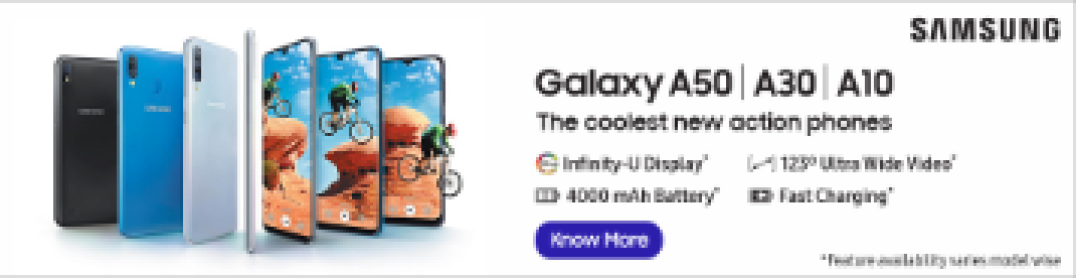 SAMSUNG
Galaxy A50 | A30 | A10
The coolest new action phones
Infinity-U Display*
123° Ultra Wide Video*
4000 mAh Battery*
Fast Charging*
Know More
*Feature availability varies model wise